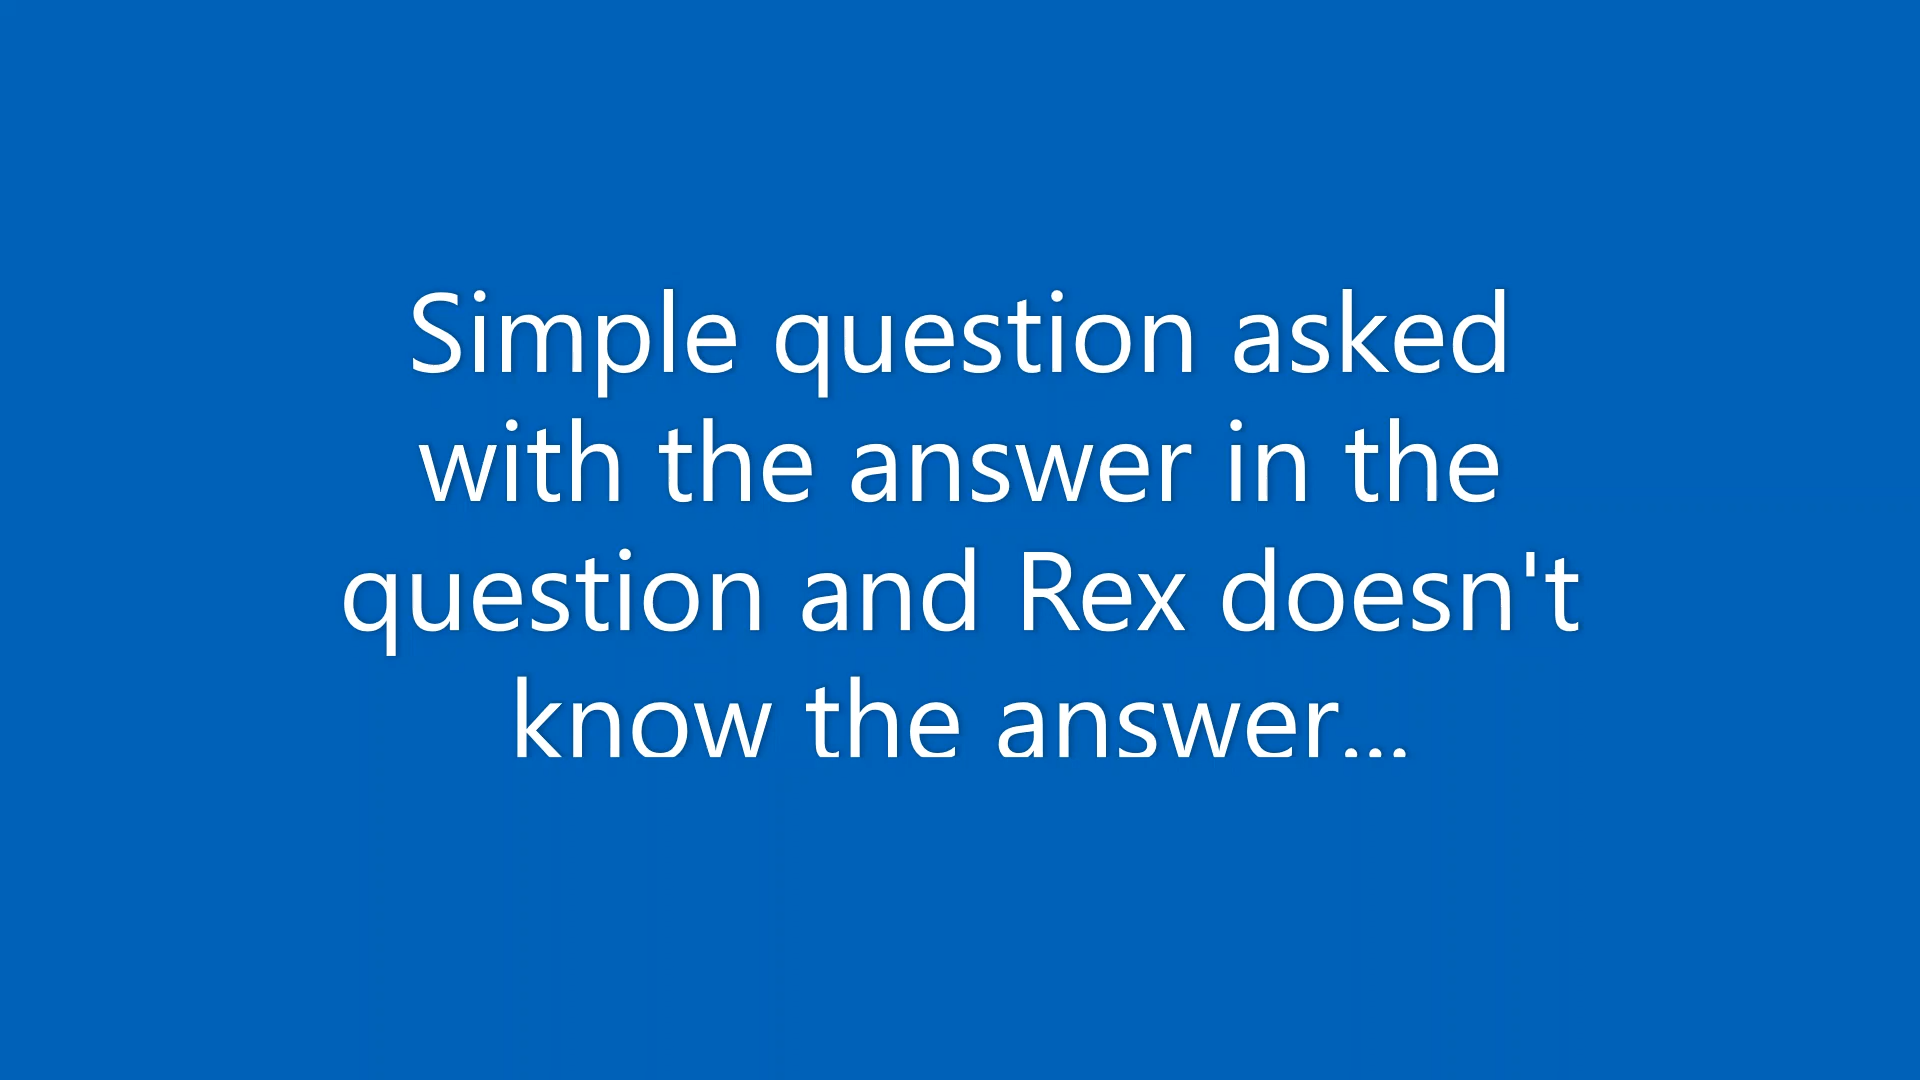 Simple question asked
with the answer in the
question and Rex doesn't
know the answer...